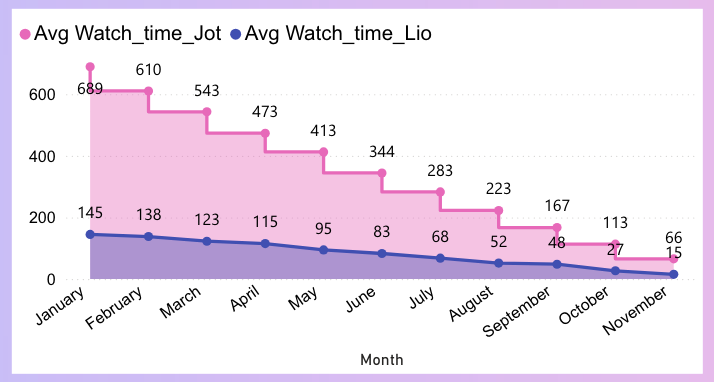 Avg Watch_time_Jot Avg Watch_time_Lio
600
400
200
0
689 610 543 473 413 344 283 223 167 113 66
145 138 123 115 95 83 68 52 48 27 15
January February March April May June July August September October November
Month